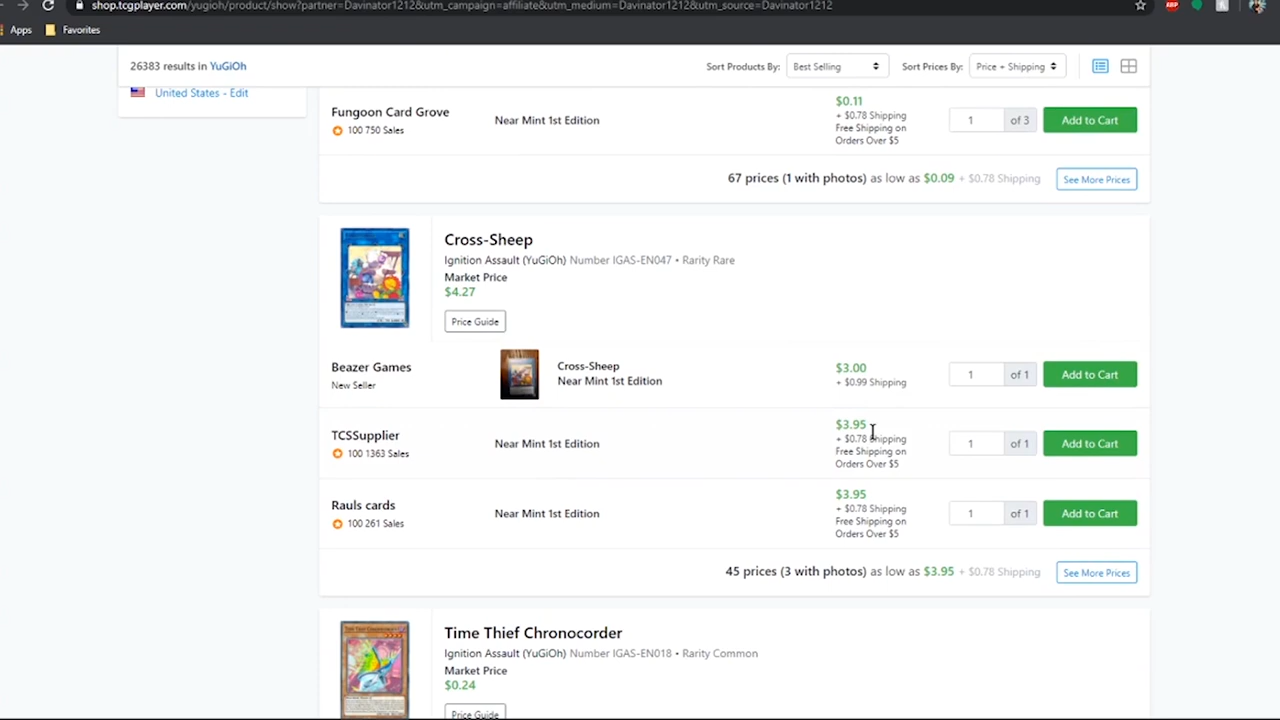 shop.tcgplayer.com/yugioh/product/show?partner=Davinator1212&utm_campaign=affiliate&utm_medium=Davinator1212&utm_source=Davinator1212
ABP
Apps
Favorites
26383 results in YuGiOh
Sort Products By:
Best Selling
Sort Prices By:
Price + Shipping
United States - Edit
Fungoon Card Grove
100 750 Sales
Near Mint 1st Edition
$0.11
+ $0.78 Shipping
Free Shipping on
Orders Over $5
1
of 3
Add to Cart
67 prices (1 with photos) as low as $0.09 + $0.78 Shipping
See More Prices
Cross-Sheep
Ignition Assault (YuGiOh) Number IGAS-EN047 • Rarity Rare
Market Price
$4.27
Price Guide
Beazer Games
New Seller
Cross-Sheep
Near Mint 1st Edition
$3.00
+ $0.99 Shipping
1
of 1
Add to Cart
TCSSupplier
100 1363 Sales
Near Mint 1st Edition
$3.95
+ $0.78 Shipping
Free Shipping on
Orders Over $5
1
of 1
Add to Cart
Rauls cards
100 261 Sales
Near Mint 1st Edition
$3.95
+ $0.78 Shipping
Free Shipping on
Orders Over $5
1
of 1
Add to Cart
45 prices (3 with photos) as low as $3.95 + $0.78 Shipping
See More Prices
Time Thief Chronocorder
Ignition Assault (YuGiOh) Number IGAS-EN018 • Rarity Common
Market Price
$0.24
Price Guide